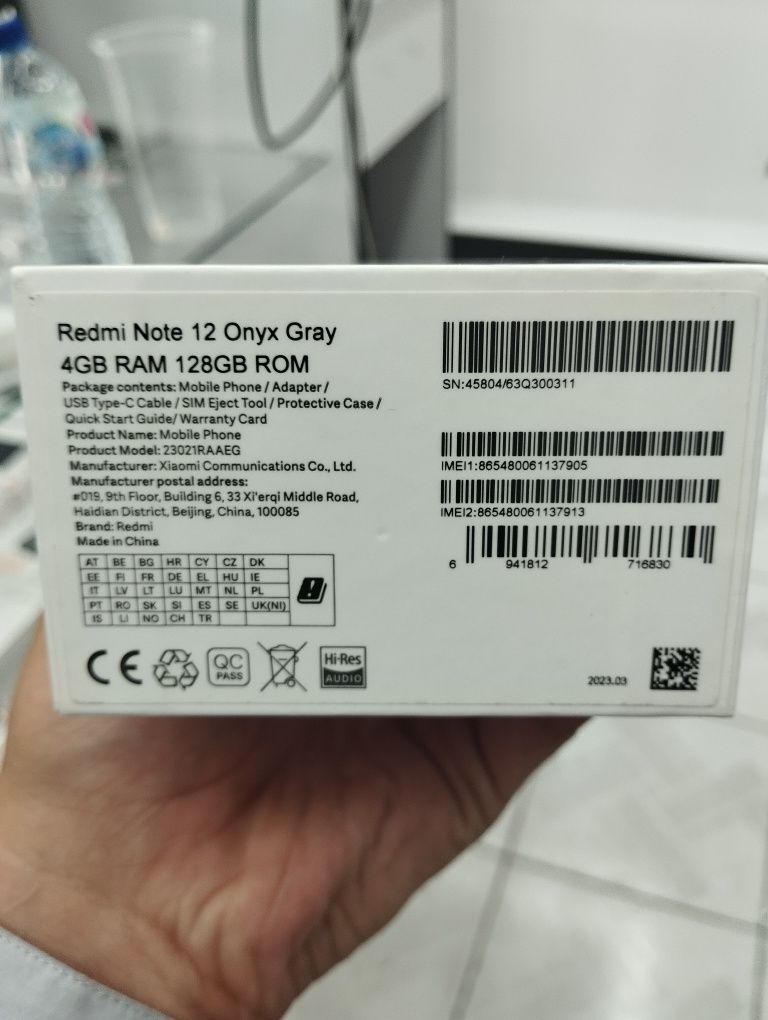 Redmi Note 12 Onyx Gray
4GB RAM 128GB ROM
Package contents: Mobile Phone / Adapter /
USB Type-C Cable / SIM Eject Tool / Protective Case /
Quick Start Guide/ Warranty Card
Product Name: Mobile Phone
Product Model: 23021RAAEG
Manufacturer: Xiaomi Communications Co., Ltd.
Manufacturer postal address:
#019, 9th Floor, Building 6, 33 Xi'erqi Middle Road,
Haidian District, Beijing, China, 100085
Brand: Redmi
Made in China
AT BE BG HR CY CZ DK
EE FI FR DE EL HU IE
IT LV LT LU MT NL PL
PT RO SK SI ES SE UK(NI)
IS LI NO CH TR
CE
QC
PASS
Hi-Res
AUDIO
SN:45804/63Q300311
IMEI1:865480061137905
IMEI2:865480061137913
6 941812 716830
2023.03